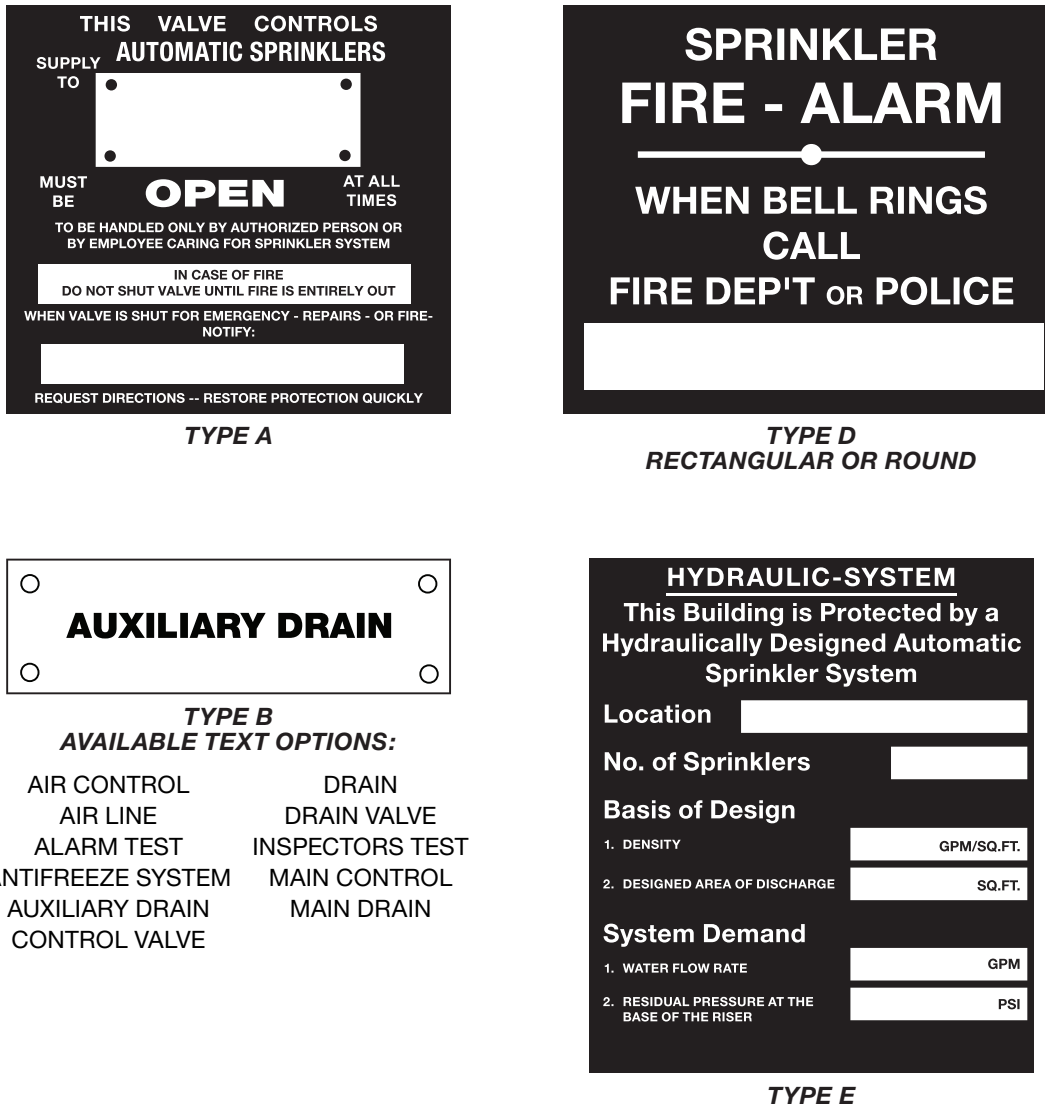 THIS VALVE CONTROLS
AUTOMATIC SPRINKLERS
SUPPLY
TO
MUST
BE
OPEN
AT ALL
TIMES
TO BE HANDLED ONLY BY AUTHORIZED PERSON OR
BY EMPLOYEE CARING FOR SPRINKLER SYSTEM
IN CASE OF FIRE
DO NOT SHUT VALVE UNTIL FIRE IS ENTIRELY OUT
WHEN VALVE IS SHUT FOR EMERGENCY - REPAIRS - OR FIRE-
NOTIFY:
REQUEST DIRECTIONS -- RESTORE PROTECTION QUICKLY
TYPE A
SPRINKLER
FIRE - ALARM
WHEN BELL RINGS
CALL
FIRE DEP'T OR POLICE
TYPE D
RECTANGULAR OR ROUND
AUXILIARY DRAIN
TYPE B
AVAILABLE TEXT OPTIONS:
AIR CONTROL
AIR LINE
ALARM TEST
NTIFREEZE SYSTEM
AUXILIARY DRAIN
CONTROL VALVE
DRAIN
DRAIN VALVE
INSPECTORS TEST
MAIN CONTROL
MAIN DRAIN
HYDRAULIC-SYSTEM
This Building is Protected by a
Hydraulically Designed Automatic
Sprinkler System
Location
No. of Sprinklers
Basis of Design
1. DENSITY GPM/SQ.FT.
2. DESIGNED AREA OF DISCHARGE SQ.FT.
System Demand
1. WATER FLOW RATE GPM
2. RESIDUAL PRESSURE AT THE PSI
BASE OF THE RISER
TYPE E